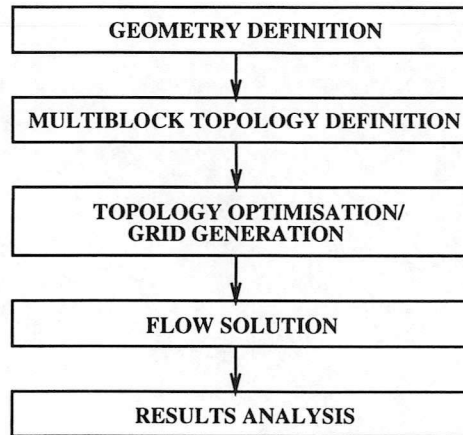 GEOMETRY DEFINITION
MULTIBLOCK TOPOLOGY DEFINITION
TOPOLOGY OPTIMISATION/
GRID GENERATION
FLOW SOLUTION
RESULTS ANALYSIS